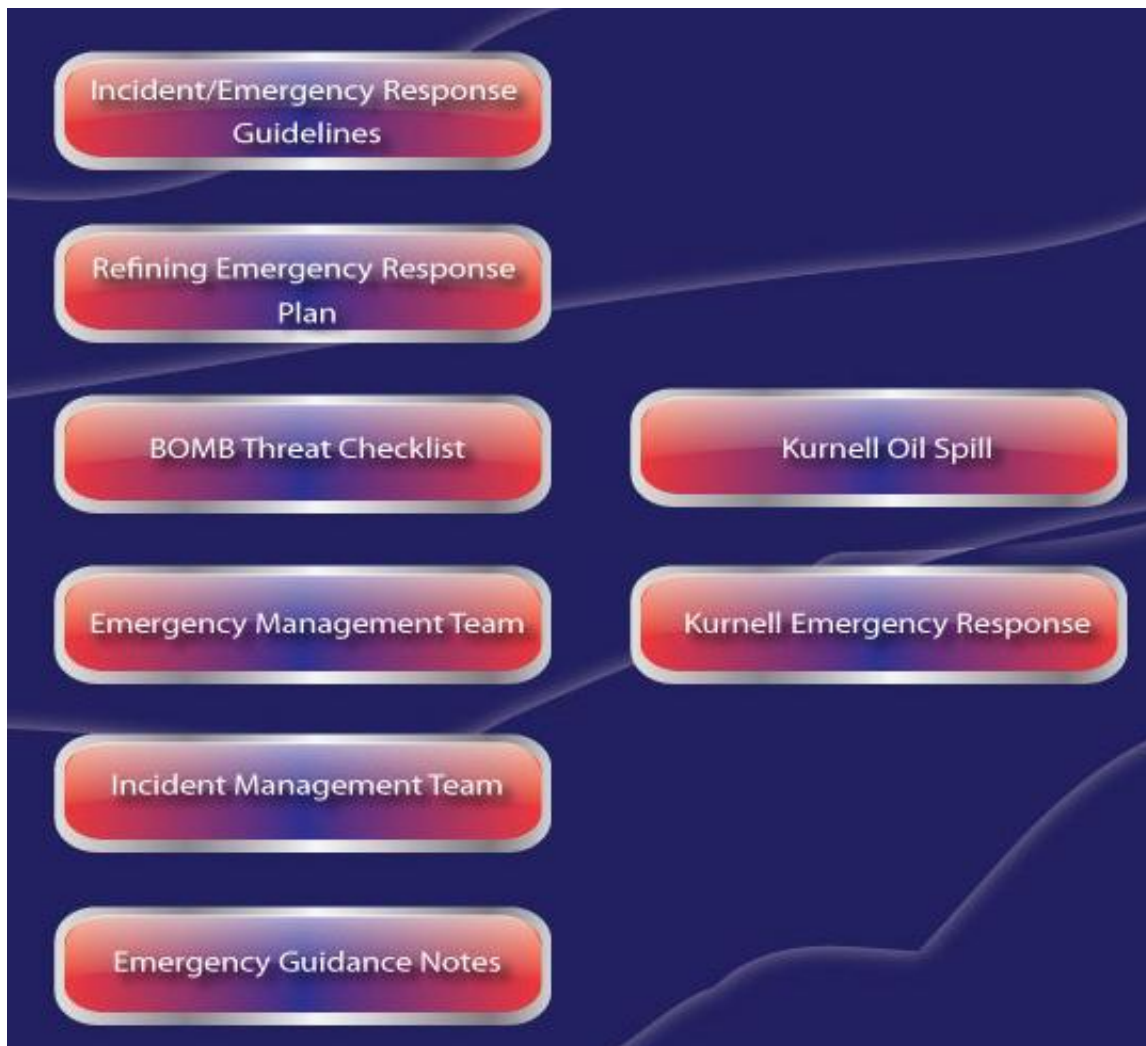 Incident/Emergency Response
Guidelines
Refining Emergency Response
Plan
BOMB Threat Checklist
Kurnell Oil Spill
Emergency Management Team
Kurnell Emergency Response
Incident Management Team
Emergency Guidance Notes